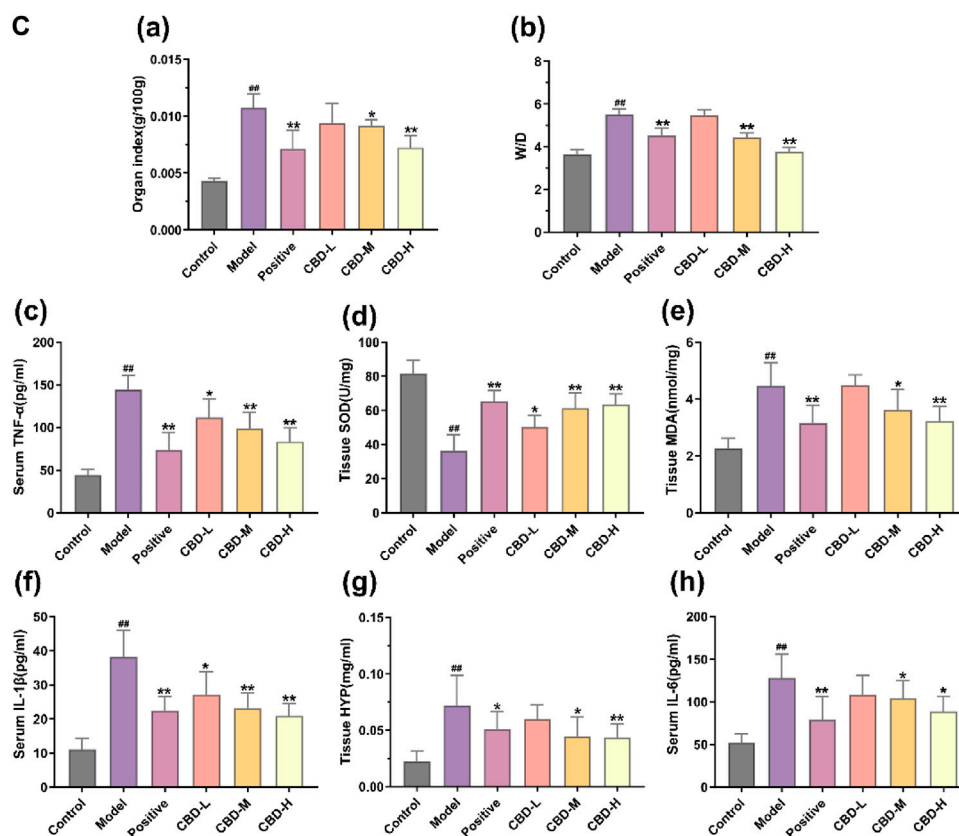 C
(a)
Organ index(g/100g)
0.015
0.010
0.005
0.000
##
**
*
**
Control
Model
Positive
CBD-L
CBD-M
CBD-H
(b)
W/D
8
6
4
2
0
##
**
**
**
Control
Model
Positive
CBD-L
CBD-M
CBD-H
(c)
Serum TNF-α(pg/ml)
200
150
100
50
0
##
**
*
**
**
Control
Model
Positive
CBD-L
CBD-M
CBD-H
(d)
Tissue SOD(U/mg)
100
80
60
40
20
0
##
**
*
**
**
Control
Model
Positive
CBD-L
CBD-M
CBD-H
(e)
Tissue MDA(nmol/mg)
6
4
2
0
##
**
*
**
Control
Model
Positive
CBD-L
CBD-M
CBD-H
(f)
Serum IL-1β(pg/ml)
50
40
30
20
10
0
##
**
*
**
**
Control
Model
Positive
CBD-L
CBD-M
CBD-H
(g)
Tissue HYP(mg/ml)
0.15
0.10
0.05
0.00
##
*
*
**
Control
Model
Positive
CBD-L
CBD-M
CBD-H
(h)
Serum IL-6(pg/ml)
200
150
100
50
0
##
**
*
*
Control
Model
Positive
CBD-L
CBD-M
CBD-H